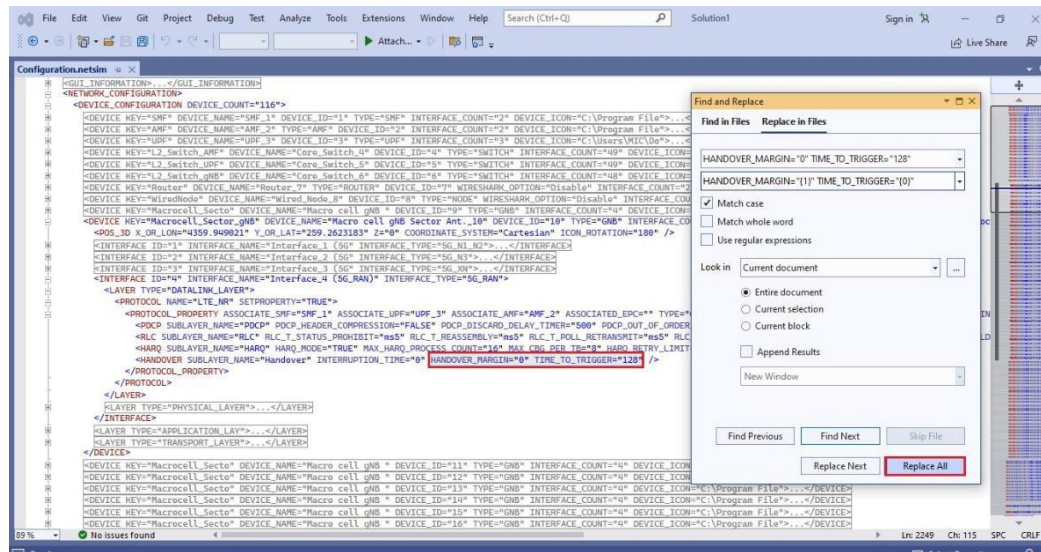 File Edit View Git Project Debug Test Analyze Tools Extensions Window Help Search (Ctrl+Q) Solution1 Sign in
Attach... Live Share
Configuration.netsim
<GUI_INFORMATION>...</GUI_INFORMATION>
<NETWORK_CONFIGURATION>
<DEVICE_CONFIGURATION DEVICE_COUNT="116">
<DEVICE KEY="SMF" DEVICE_NAME="SMF_1" DEVICE_ID="1" TYPE="SMF" INTERFACE_COUNT="2" DEVICE_ICON="C:\Program File">...<
<DEVICE KEY="AMF" DEVICE_NAME="AMF_2" TYPE="AMF" DEVICE_ID="2" INTERFACE_COUNT="2" DEVICE_ICON="C:\Program File">...<
<DEVICE KEY="UPF" DEVICE_NAME="UPF_3" DEVICE_ID="3" TYPE="UPF" INTERFACE_COUNT="3" DEVICE_ICON="C:\Users\MIC\Do">...<
<DEVICE KEY="L2_Switch_AMF" DEVICE_NAME="Core_Switch_4" DEVICE_ID="4" TYPE="SWITCH" INTERFACE_COUNT="49" DEVICE_ICON=
<DEVICE KEY="L2_Switch_UPF" DEVICE_NAME="Core_Switch_5" DEVICE_ID="5" TYPE="SWITCH" INTERFACE_COUNT="49" DEVICE_ICON=
<DEVICE KEY="L2_Switch_gNB" DEVICE_NAME="Core_Switch_6" DEVICE_ID="6" TYPE="SWITCH" INTERFACE_COUNT="48" DEVICE_ICON=
<DEVICE KEY="Router" DEVICE_NAME="Router_7" TYPE="ROUTER" DEVICE_ID="7" WIRESHARK_OPTION="Disable" INTERFACE_COUNT="2
<DEVICE KEY="WiredNode" DEVICE_NAME="Wired_Node_8" DEVICE_ID="8" TYPE="NODE" WIRESHARK_OPTION="Disable" INTERFACE_COU
<DEVICE KEY="Macrocell_Secto" DEVICE_NAME="Macro cell gNB " DEVICE_ID="9" TYPE="GNB" INTERFACE_COUNT="4" DEVICE_ICON=
<DEVICE KEY="Macrocell_Sector_gNB" DEVICE_NAME="Macro cell gNB Sector Ant._10" DEVICE_ID="10" TYPE="GNB" INTERFACE_CO
<POS_3D X_OR_LON="4359.949021" Y_OR_LAT="259.2623183" Z="0" COORDINATE_SYSTEM="Cartesian" ICON_ROTATION="180" />
<INTERFACE ID="1" INTERFACE_NAME="Interface_1 (5G" INTERFACE_TYPE="5G_N1_N2">...</INTERFACE>
<INTERFACE ID="2" INTERFACE_NAME="Interface_2 (5G" INTERFACE_TYPE="5G_N3">...</INTERFACE>
<INTERFACE ID="3" INTERFACE_NAME="Interface_3 (5G" INTERFACE_TYPE="5G_XN">...</INTERFACE>
<INTERFACE ID="4" INTERFACE_NAME="Interface_4 (5G_RAN)" INTERFACE_TYPE="5G_RAN">
<LAYER TYPE="DATALINK_LAYER">
<PROTOCOL NAME="LTE_NR" SETPROPERTY="TRUE">
<PROTOCOL_PROPERTY ASSOCIATE_SMF="SMF_1" ASSOCIATE_UPF="UPF_3" ASSOCIATE_AMF="AMF_2" ASSOCIATED_EPC="" TYPE="
<PDCP SUBLAYER_NAME="PDCP" PDCP_HEADER_COMPRESSION="FALSE" PDCP_DISCARD_DELAY_TIMER="500" PDCP_OUT_OF_ORDER
<RLC SUBLAYER_NAME="RLC" RLC_T_STATUS_PROHIBIT="ms5" RLC_T_REASSEMBLY="ms5" RLC_T_POLL_RETRANSMIT="ms5" RLC
<HARQ SUBLAYER_NAME="HARQ" HARQ_MODE="TRUE" MAX_HARQ_PROCESS_COUNT="16" MAX_CBG_PER_TB="8" HARQ_RETRY_LIMIT
<HANDOVER SUBLAYER_NAME="Handover" INTERRUPTION_TIME="0" HANDOVER_MARGIN="0" TIME_TO_TRIGGER="128" />
</PROTOCOL_PROPERTY>
</PROTOCOL>
</LAYER>
<LAYER TYPE="PHYSICAL_LAYER">...</LAYER>
</INTERFACE>
<LAYER TYPE="APPLICATION_LAY">...</LAYER>
<LAYER TYPE="TRANSPORT_LAYER">...</LAYER>
</DEVICE>
<DEVICE KEY="Macrocell_Secto" DEVICE_NAME="Macro cell gNB " DEVICE_ID="11" TYPE="GNB" INTERFACE_COUNT="4" DEVICE_ICON
<DEVICE KEY="Macrocell_Secto" DEVICE_NAME="Macro cell gNB " DEVICE_ID="12" TYPE="GNB" INTERFACE_COUNT="4" DEVICE_ICON
<DEVICE KEY="Macrocell_Secto" DEVICE_NAME="Macro cell gNB " DEVICE_ID="13" TYPE="GNB" INTERFACE_COUNT="4" DEVICE_ICON="C:\Program File">...</DEVICE>
<DEVICE KEY="Macrocell_Secto" DEVICE_NAME="Macro cell gNB " DEVICE_ID="14" TYPE="GNB" INTERFACE_COUNT="4" DEVICE_ICON="C:\Program File">...</DEVICE>
<DEVICE KEY="Macrocell_Secto" DEVICE_NAME="Macro cell gNB " DEVICE_ID="15" TYPE="GNB" INTERFACE_COUNT="4" DEVICE_ICON="C:\Program File">...</DEVICE>
<DEVICE KEY="Macrocell_Secto" DEVICE_NAME="Macro cell gNB " DEVICE_ID="16" TYPE="GNB" INTERFACE_COUNT="4" DEVICE_ICON="C:\Program File">...</DEVICE>
Find and Replace
Find in Files Replace in Files
HANDOVER_MARGIN="0" TIME_TO_TRIGGER="128"
HANDOVER_MARGIN="{1}" TIME_TO_TRIGGER="{0}"
Match case
Match whole word
Use regular expressions
Look in Current document ...
Entire document
Current selection
Current block
Append Results
New Window
Find Previous Find Next Skip File
Replace Next Replace All
89 % No issues found Ln: 2249 Ch: 115 SPC CRLF